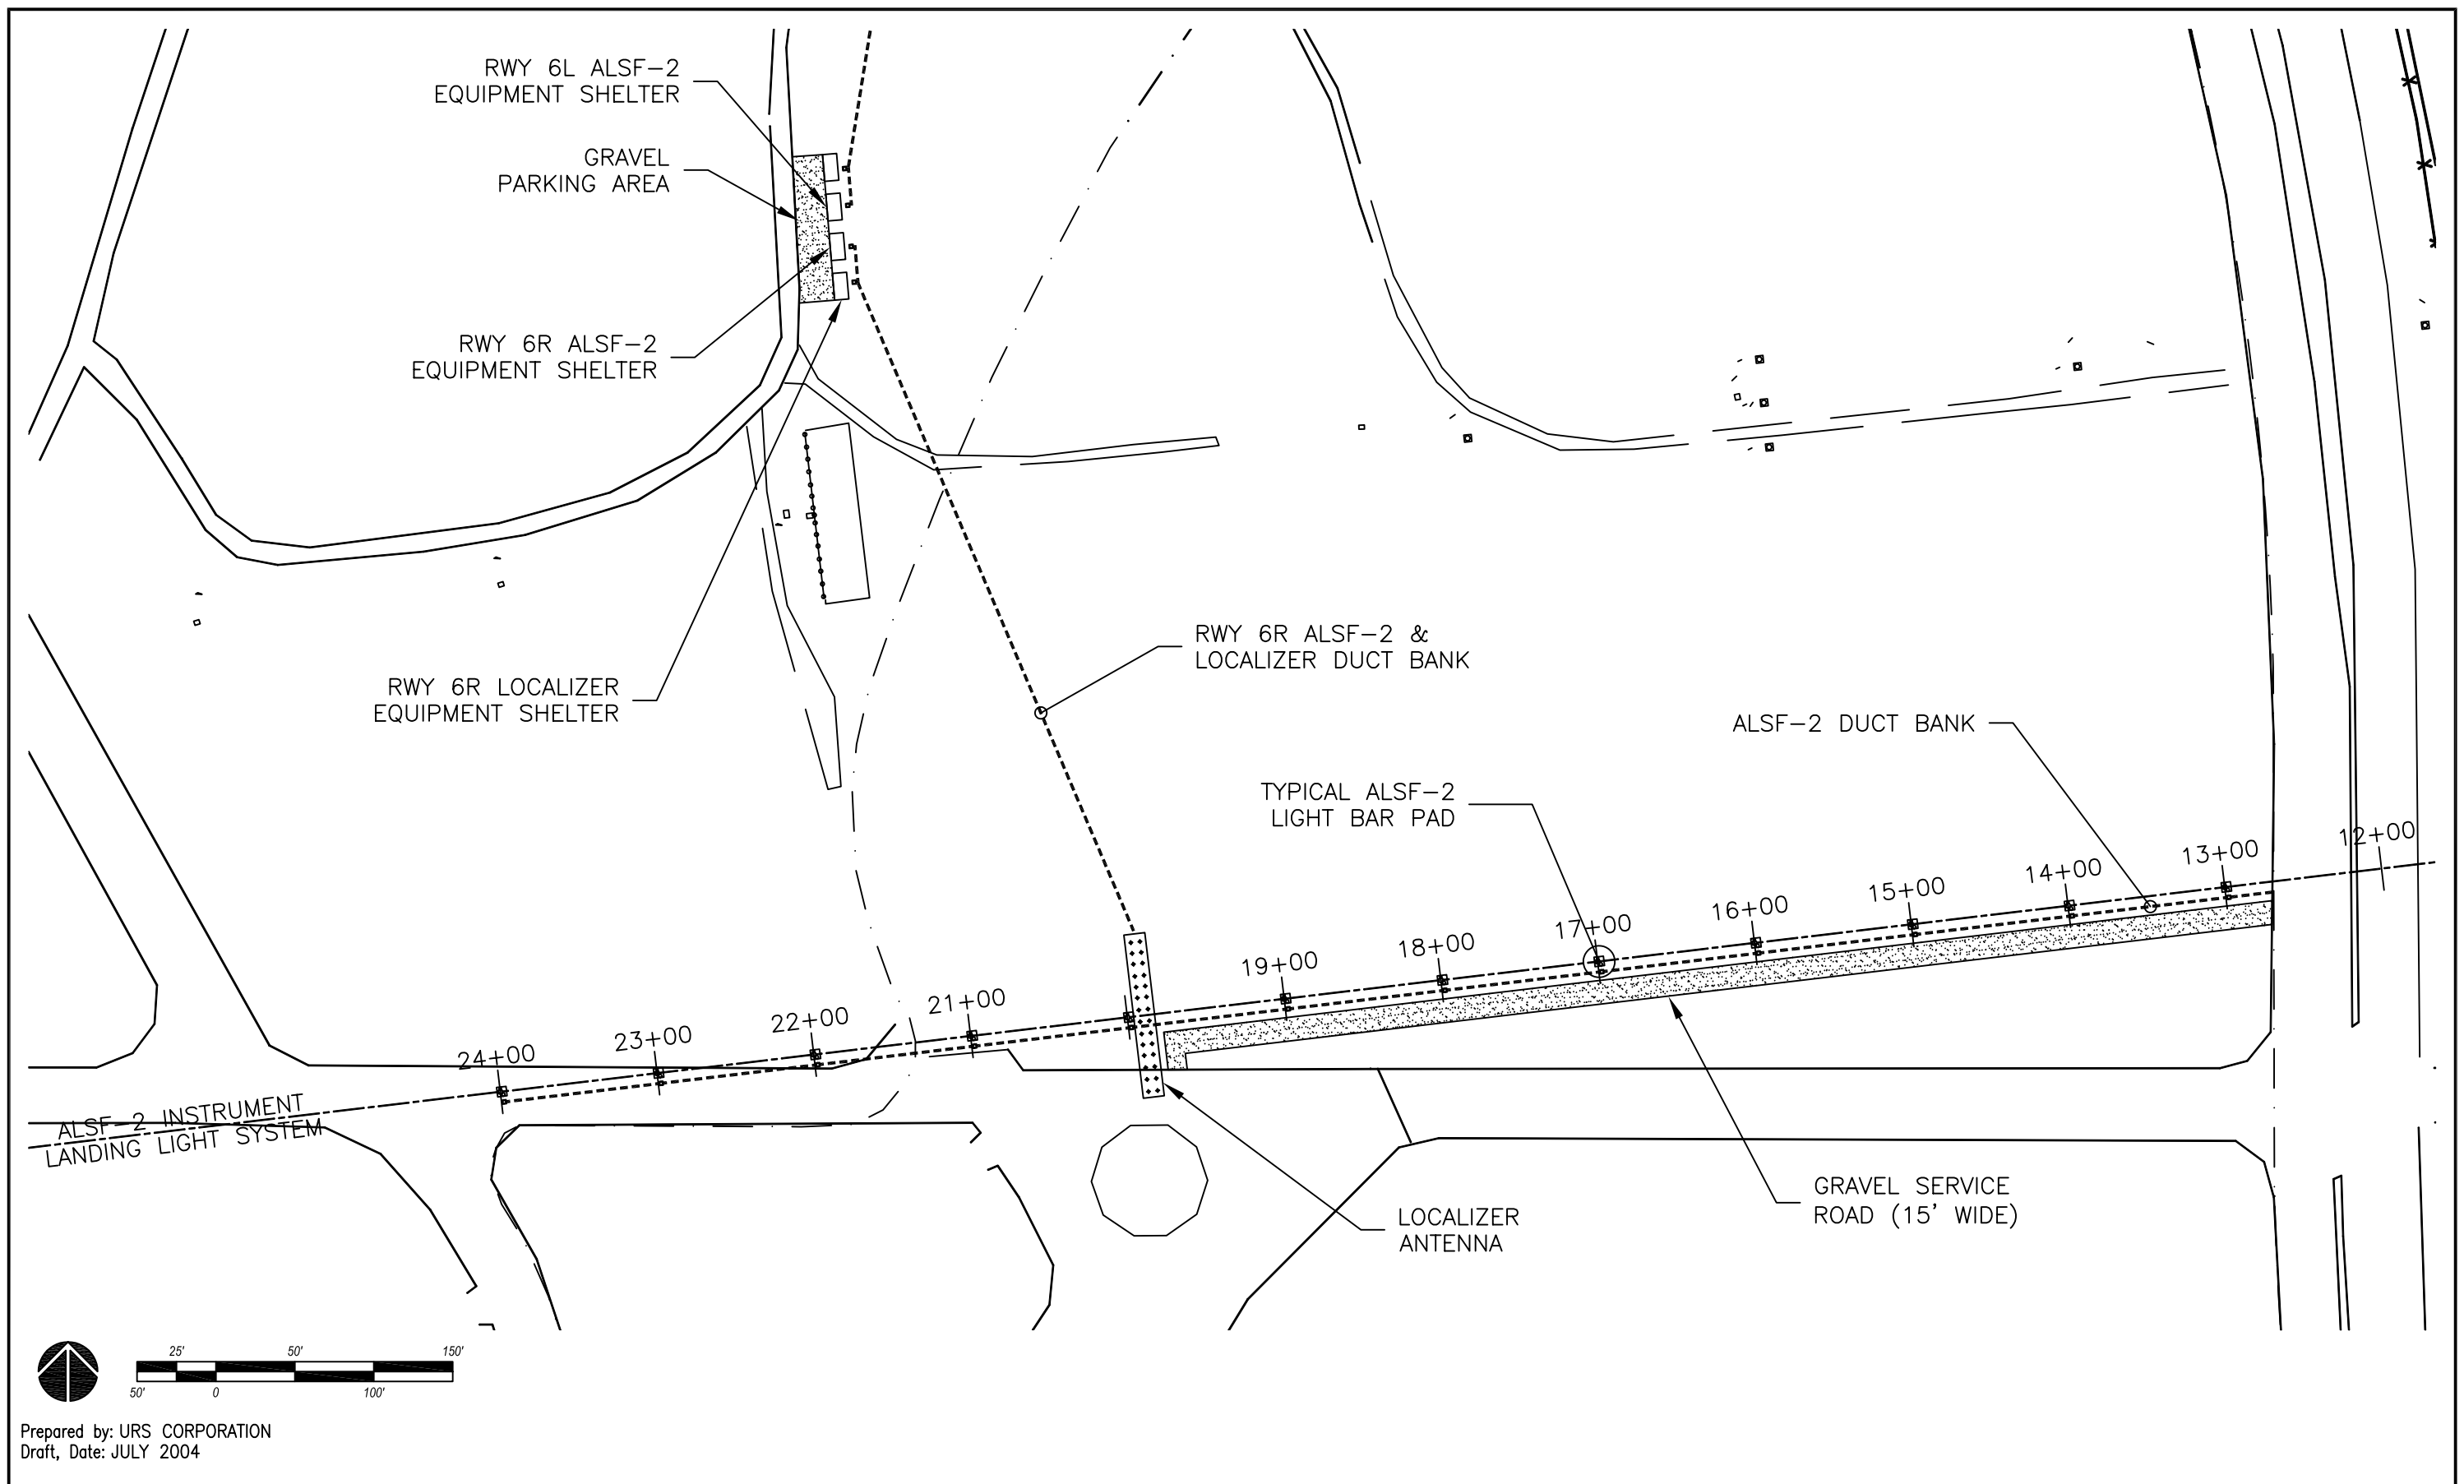 RWY 6L ALSF-2
EQUIPMENT SHELTER
GRAVEL
PARKING AREA
RWY 6R ALSF-2
EQUIPMENT SHELTER
RWY 6R LOCALIZER
EQUIPMENT SHELTER
RWY 6R ALSF-2 &
LOCALIZER DUCT BANK
ALSF-2 DUCT BANK
TYPICAL ALSF-2
LIGHT BAR PAD
12+00
13+00
14+00
15+00
16+00
17+00
18+00
19+00
21+00
22+00
23+00
24+00
ALSF-2 INSTRUMENT
LANDING LIGHT SYSTEM
GRAVEL SERVICE
ROAD (15' WIDE)
LOCALIZER
ANTENNA
25' 50' 150'
50' 0 100'
Prepared by: URS CORPORATION
Draft, Date: JULY 2004